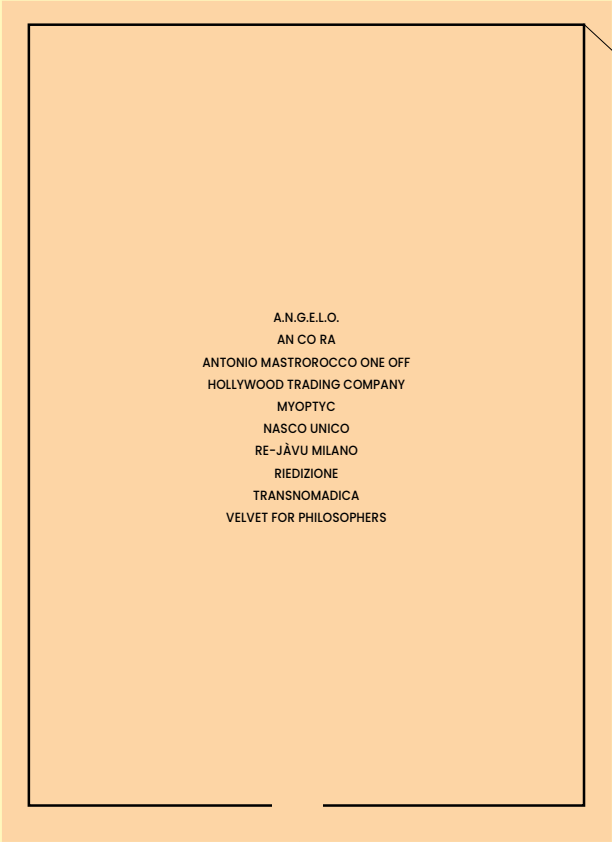 A.N.G.E.L.O.
AN CO RA
ANTONIO MASTROROCCO ONE OFF
HOLLYWOOD TRADING COMPANY
MYOPTYC
NASCO UNICO
RE-JÀVU MILANO
RIEDIZIONE
TRANSNOMADICA
VELVET FOR PHILOSOPHERS